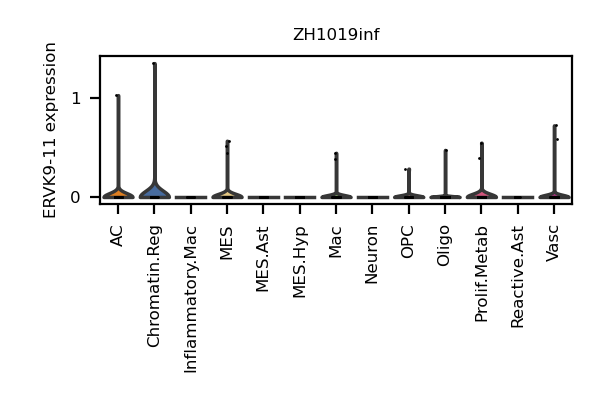 ZH1019inf
ERVK9-11 expression
1
0
AC
Chromatin.Reg
Inflammatory.Mac
MES
MES.Ast
MES.Hyp
Mac
Neuron
OPC
Oligo
Prolif.Metab
Reactive.Ast
Vasc